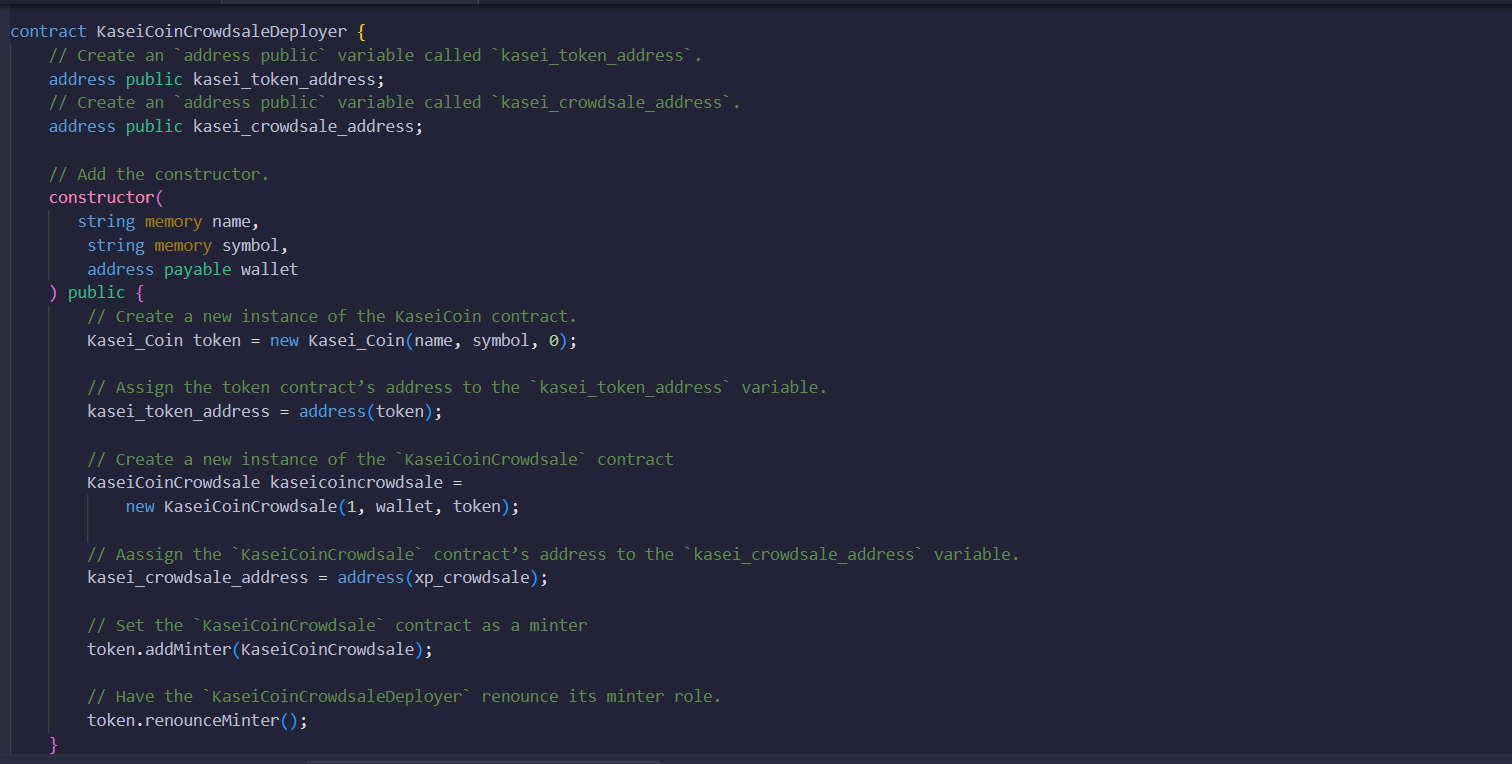 contract KaseiCoinCrowdsaleDeployer {
    // Create an `address public` variable called `kasei_token_address`.
    address public kasei_token_address;
    // Create an `address public` variable called `kasei_crowdsale_address`.
    address public kasei_crowdsale_address;

    // Add the constructor.
    constructor(
       string memory name,
        string memory symbol,
        address payable wallet
    ) public {
        // Create a new instance of the KaseiCoin contract.
        Kasei_Coin token = new Kasei_Coin(name, symbol, 0);

        // Assign the token contract’s address to the `kasei_token_address` variable.
        kasei_token_address = address(token);

        // Create a new instance of the `KaseiCoinCrowdsale` contract
        KaseiCoinCrowdsale kaseicoincrowdsale =
            new KaseiCoinCrowdsale(1, wallet, token);

        // Aassign the `KaseiCoinCrowdsale` contract’s address to the `kasei_crowdsale_address` variable.
        kasei_crowdsale_address = address(xp_crowdsale);

        // Set the `KaseiCoinCrowdsale` contract as a minter
        token.addMinter(KaseiCoinCrowdsale);

        // Have the `KaseiCoinCrowdsaleDeployer` renounce its minter role.
        token.renounceMinter();
    }